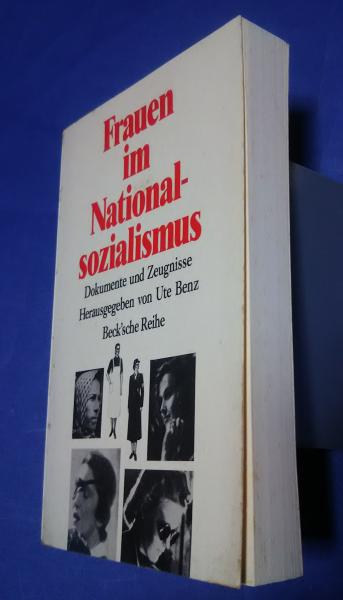 Frauen
im
National-
sozialismus
Dokumente und Zeugnisse
Herausgegeben von Ute Benz
Beck'sche Reihe